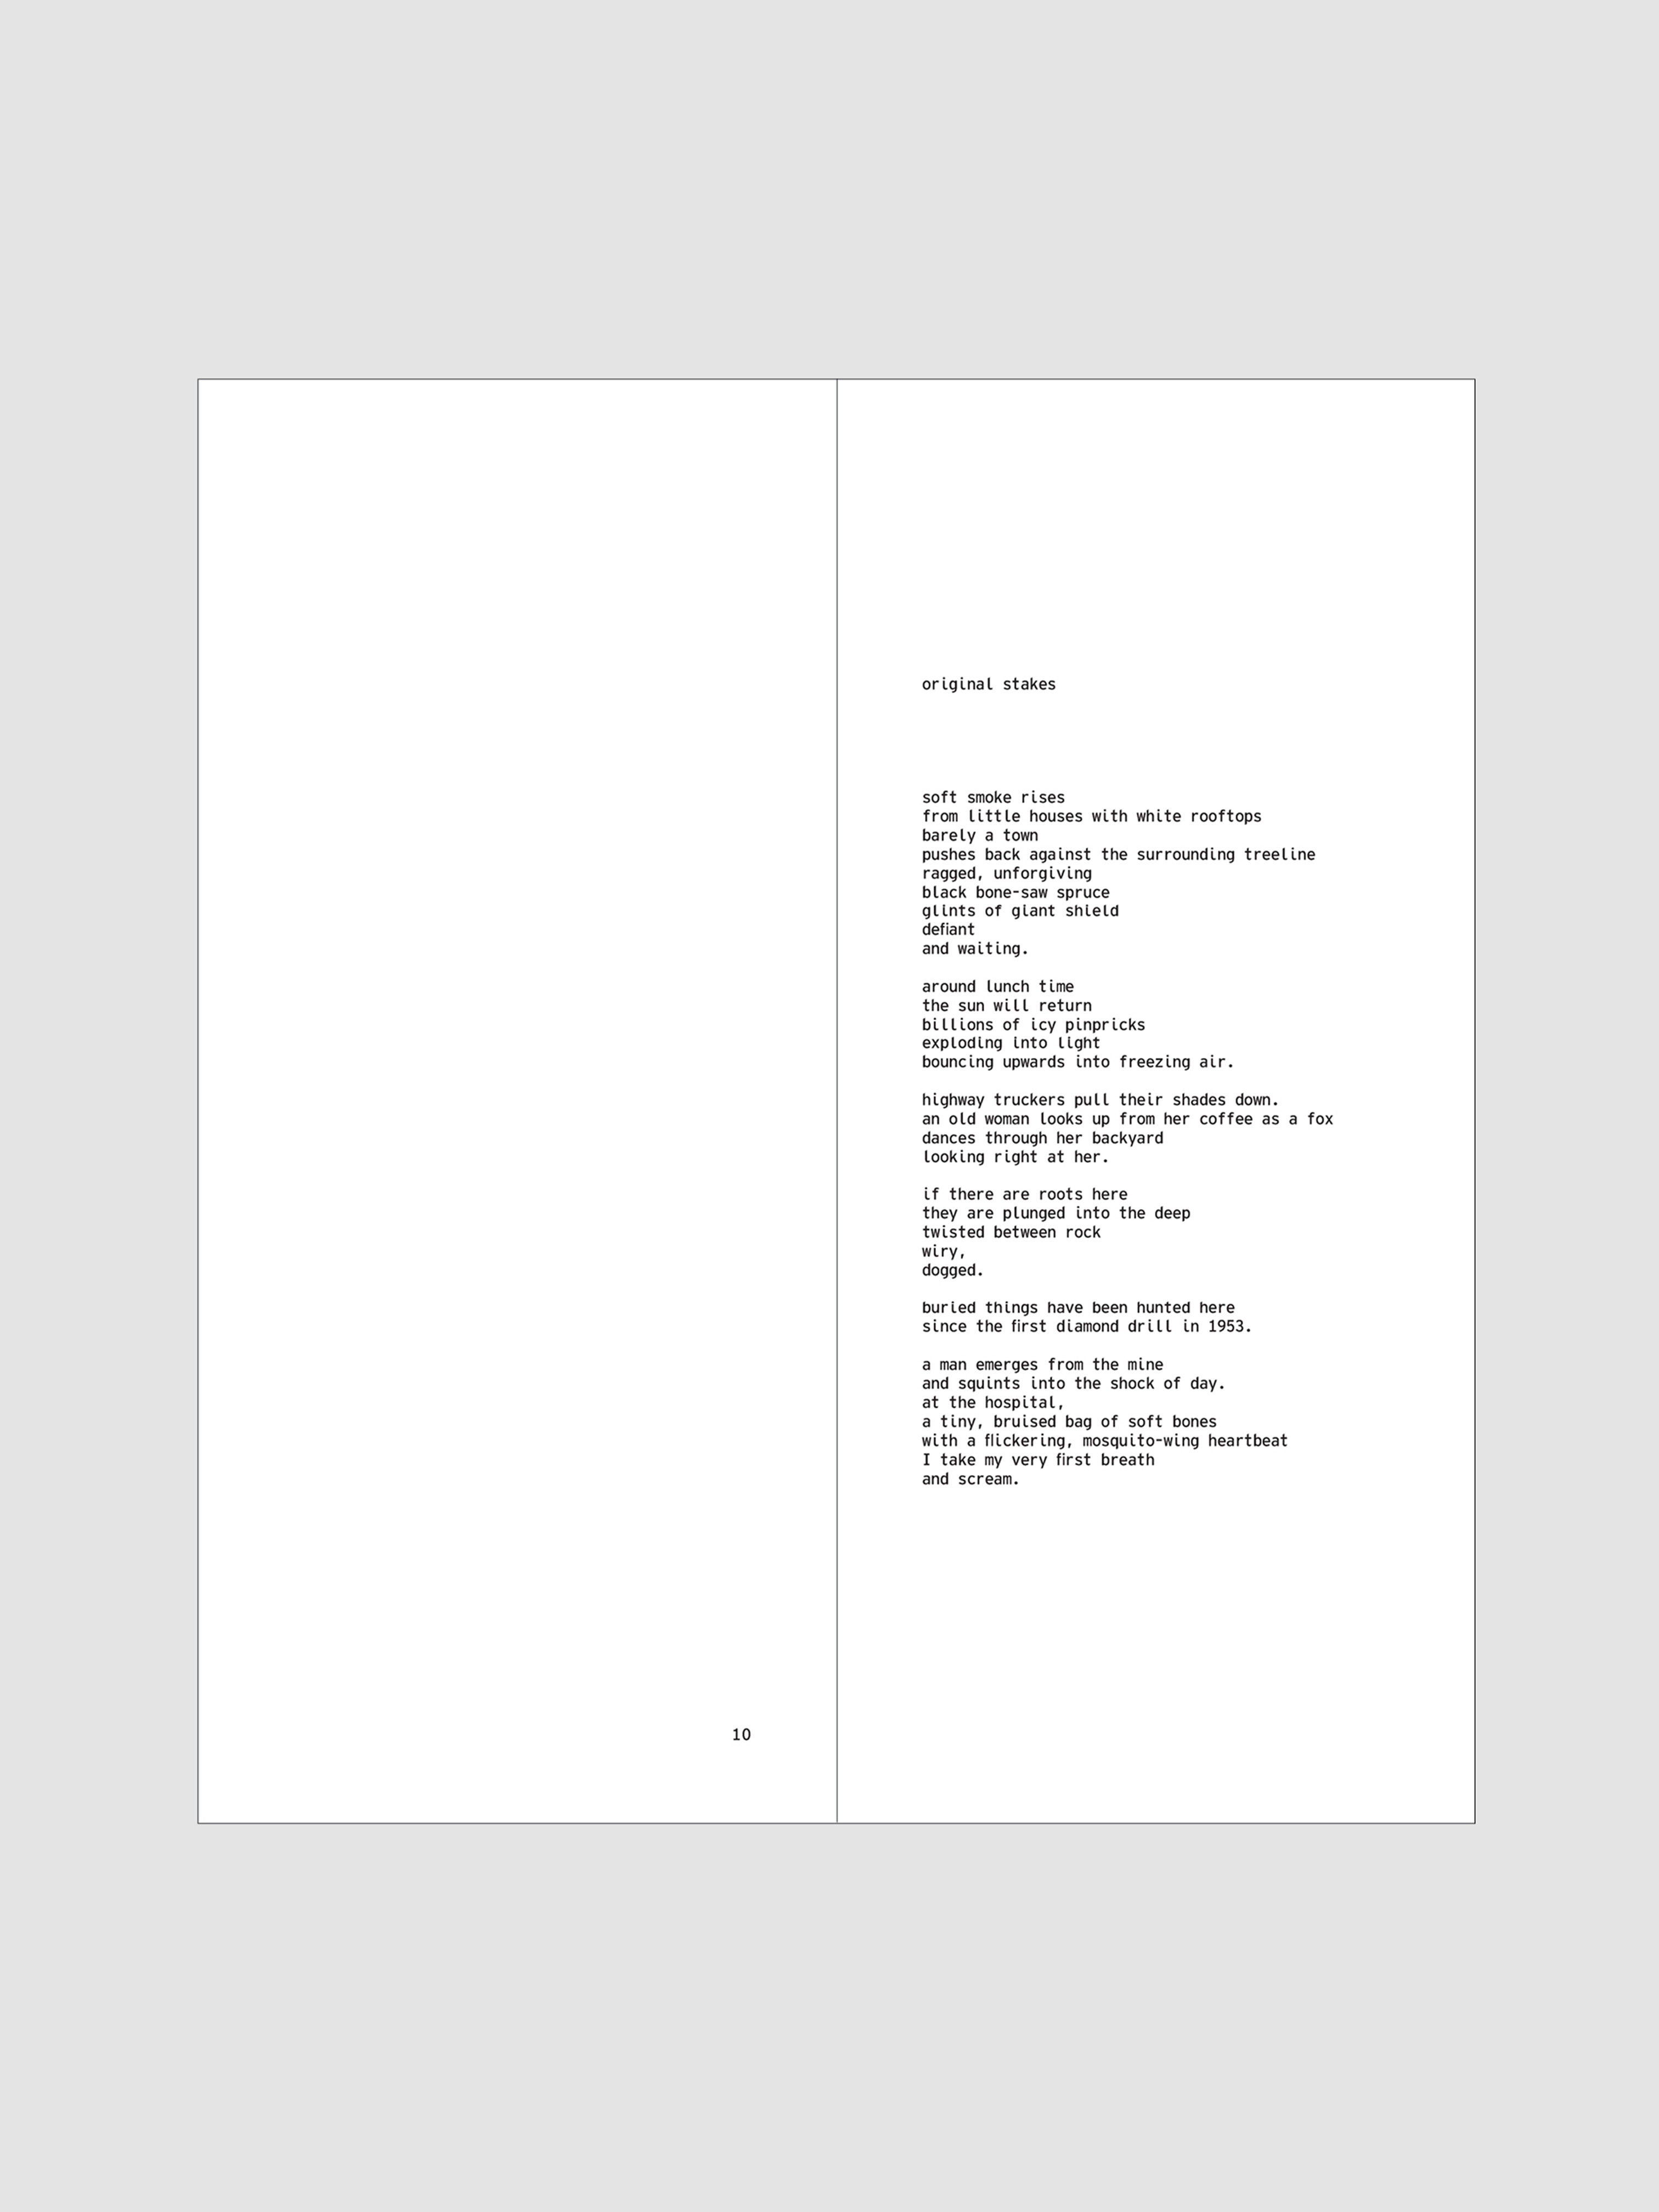 10
original stakes
soft smoke rises
from little houses with white rooftops
barely a town
pushes back against the surrounding treeline
ragged, unforgiving
black bone-saw spruce
glints of giant shield
defiant
and waiting.
around lunch time
the sun will return
billions of icy pinpricks
exploding into light
bouncing upwards into freezing air.
highway truckers pull their shades down.
an old woman looks up from her coffee as a fox
dances through her backyard
looking right at her.
if there are roots here
they are plunged into the deep
twisted between rock
wiry,
dogged.
buried things have been hunted here
since the first diamond drill in 1953.
a man emerges from the mine
and squints into the shock of day.
at the hospital,
a tiny, bruised bag of soft bones
with a flickering, mosquito-wing heartbeat
I take my very first breath
and scream.